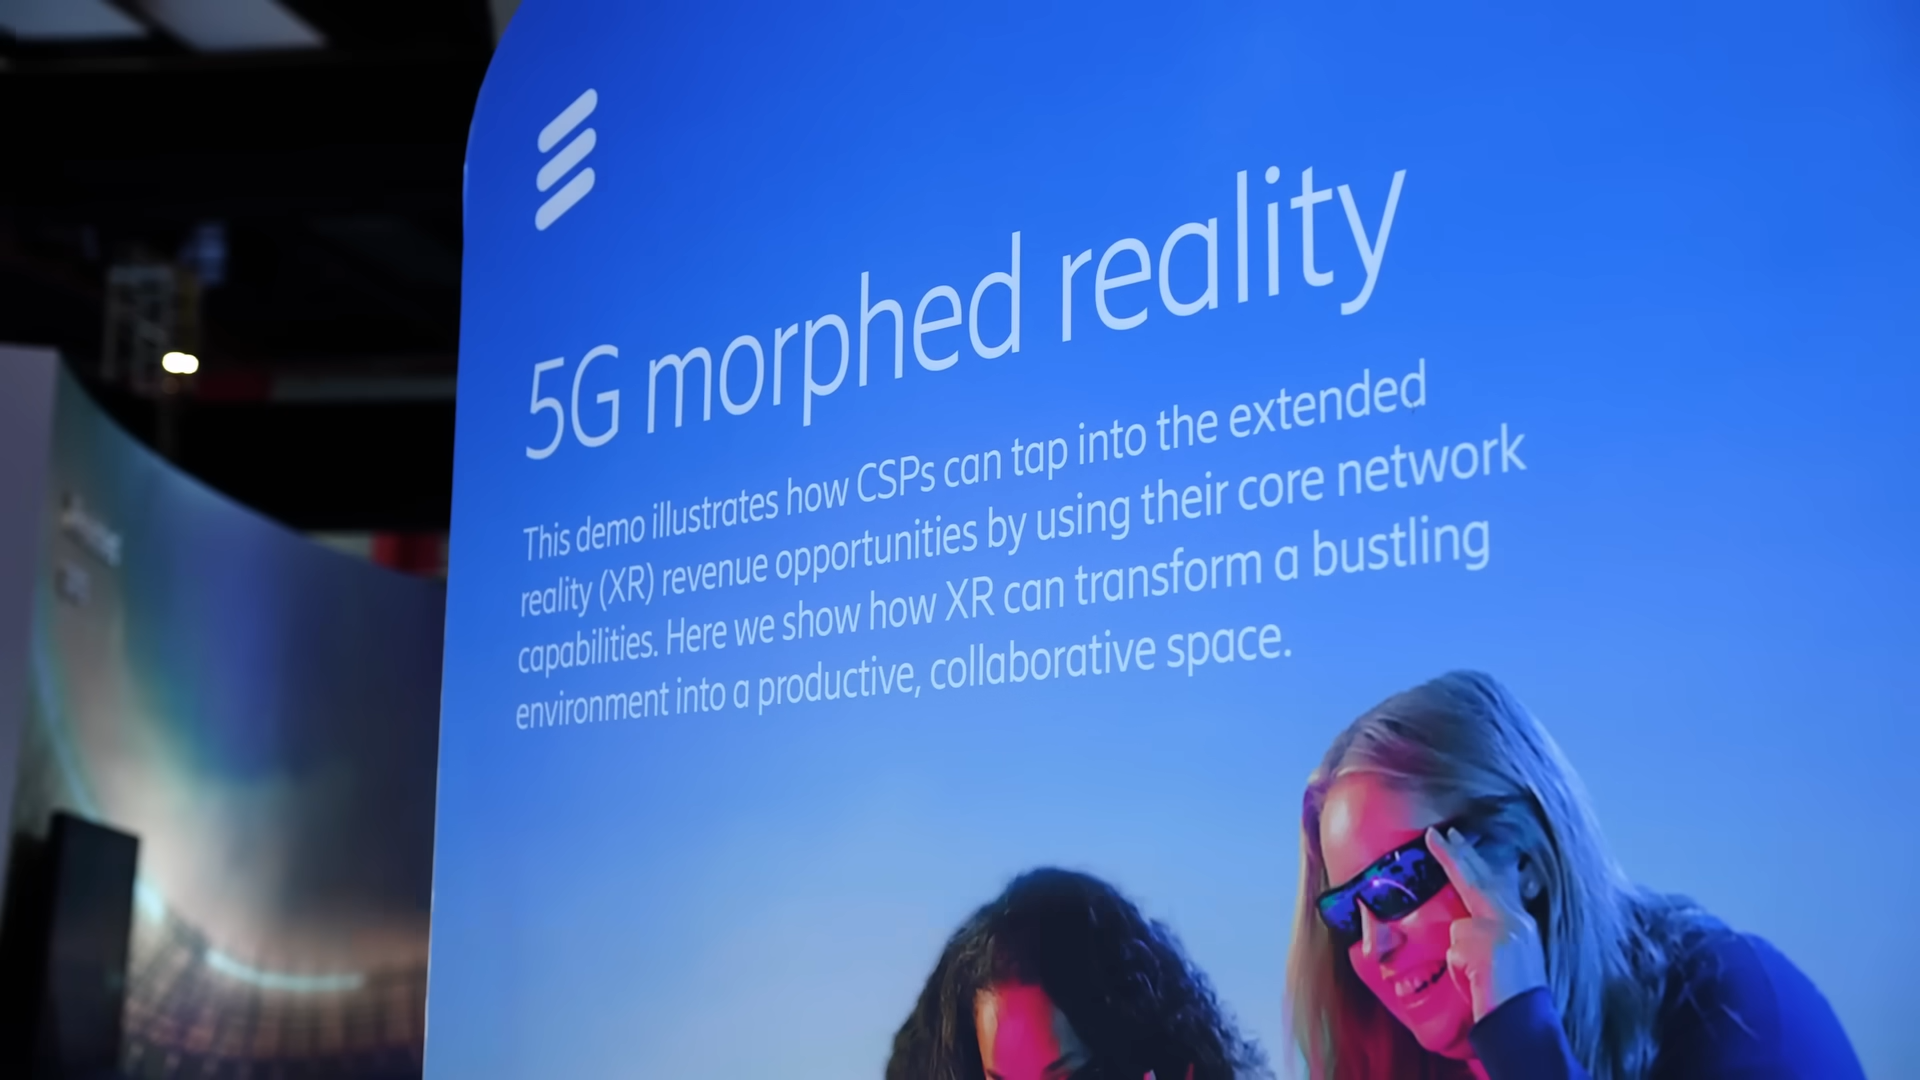 5G morphed reality
This demo illustrates how CSPs can tap into the extended
reality (XR) revenue opportunities by using their core network
capabilities. Here we show how XR can transform a bustling
environment into a productive, collaborative space.